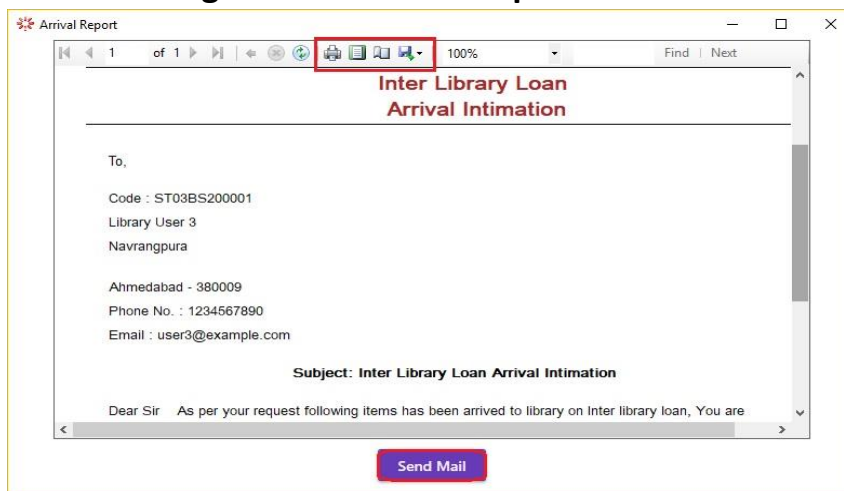 Arrival Report
1 of 1 100% Find | Next
Inter Library Loan
Arrival Intimation
To,
Code : ST03BS200001
Library User 3
Navrangpura
Ahmedabad - 380009
Phone No. : 1234567890
Email : user3@example.com
Subject: Inter Library Loan Arrival Intimation
Dear Sir As per your request following items has been arrived to library on Inter library loan, You are
Send Mail